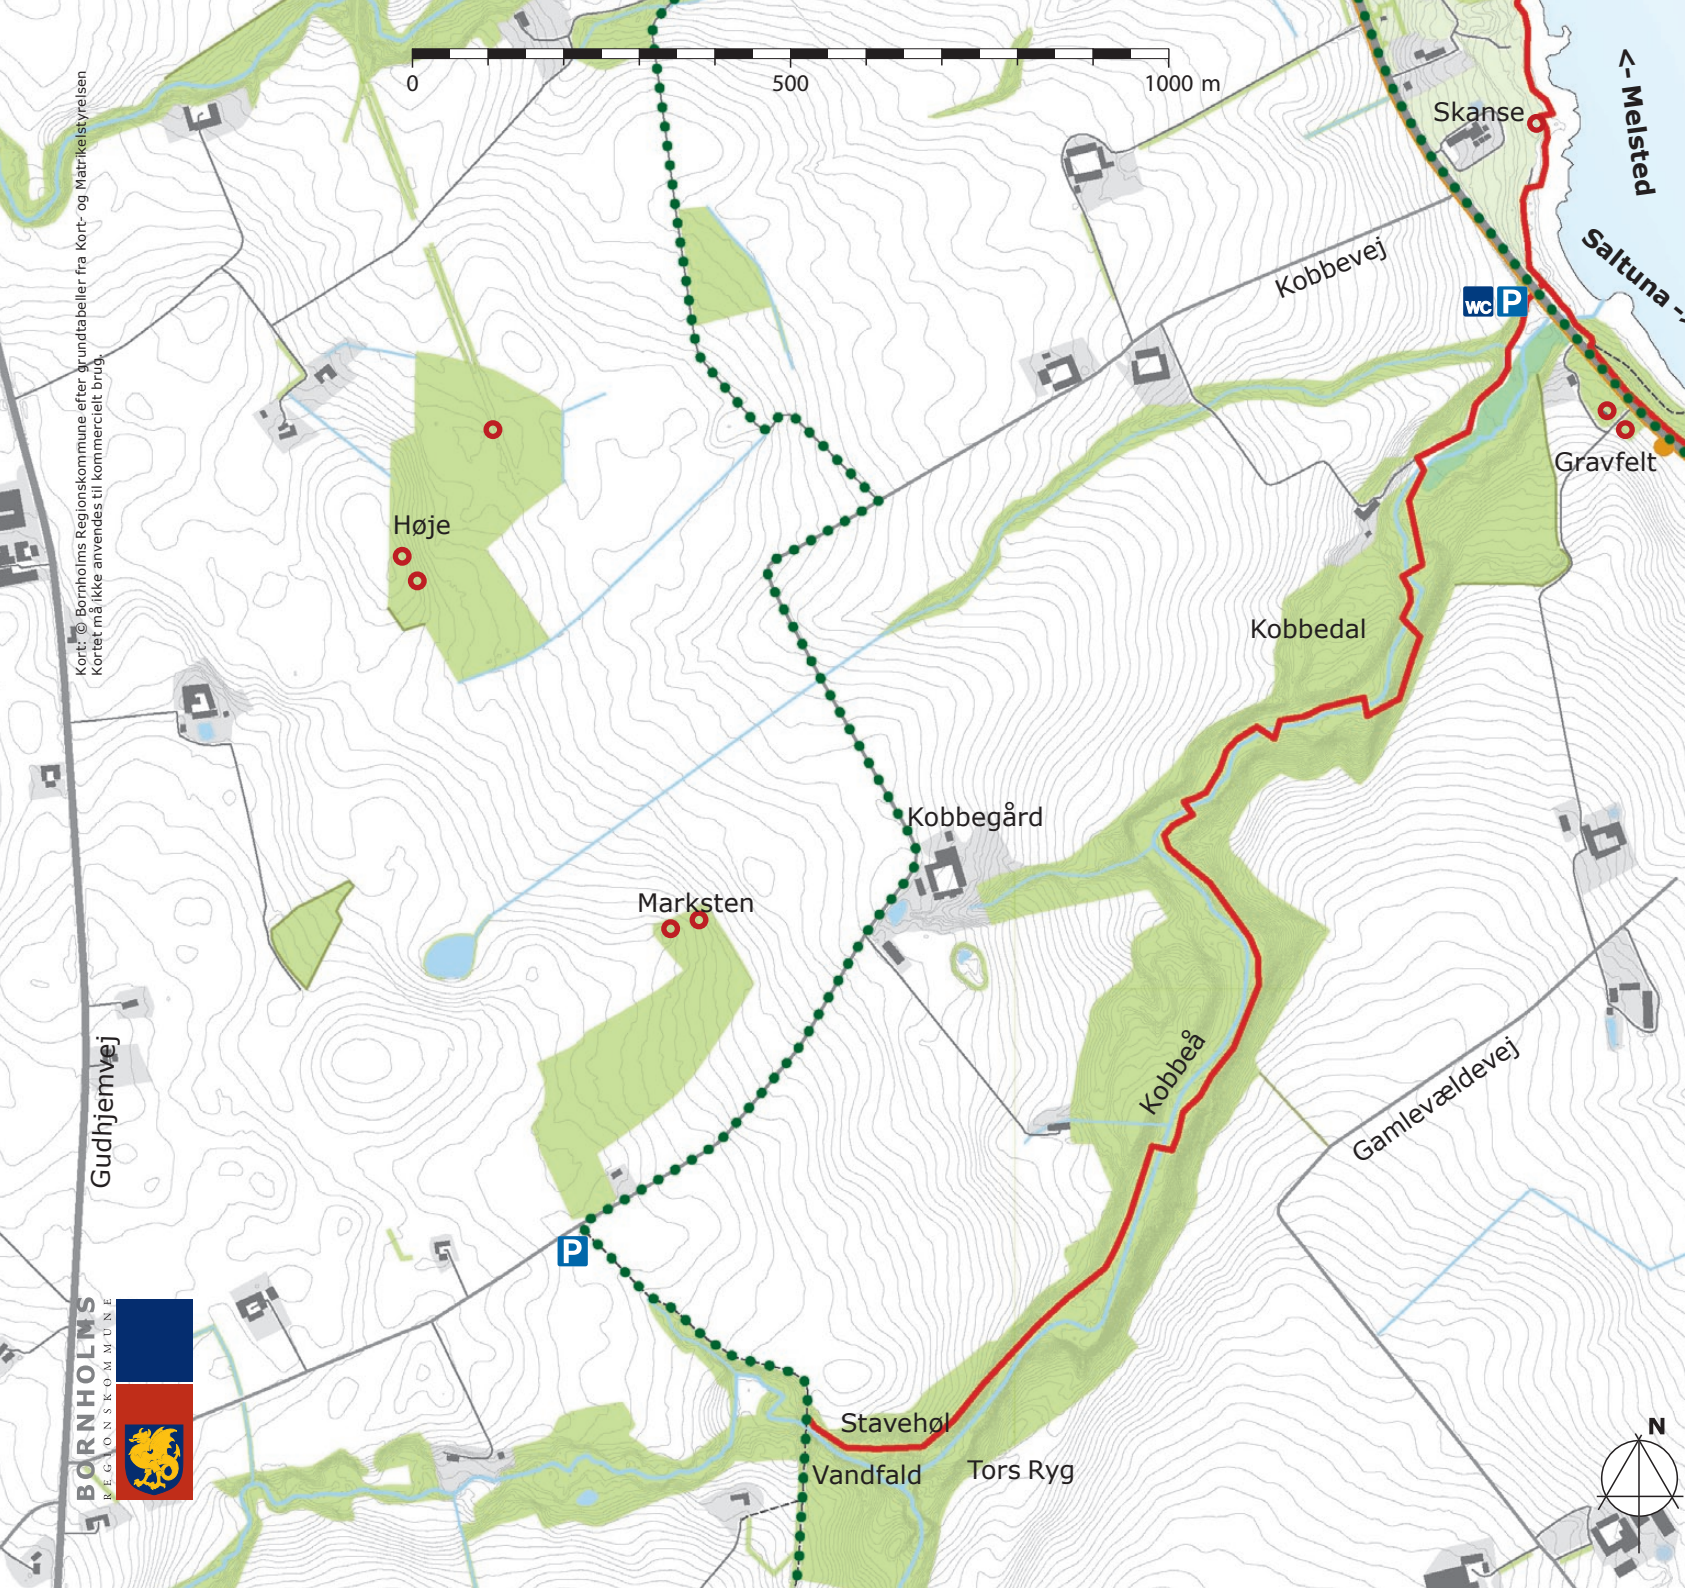 0
500
1000 m
<- Melsted
Skanse
Saltuna ->
Kobbevej
WC
P
Gravfelt
Høje
Kobbedal
Kobbegård
Marksten
Kobbeå
Gamlevældevej
Gudhjemvej
P
Stavehøl
Vandfald
Tors Ryg
N
Kort: © Bornholms Regionskommune efter grundtabeller fra Kort- og Matrikelstyrelsen
Kortet må ikke anvendes til kommercielt brug.
BORNHOLMS
REGIONSKOMMUNE